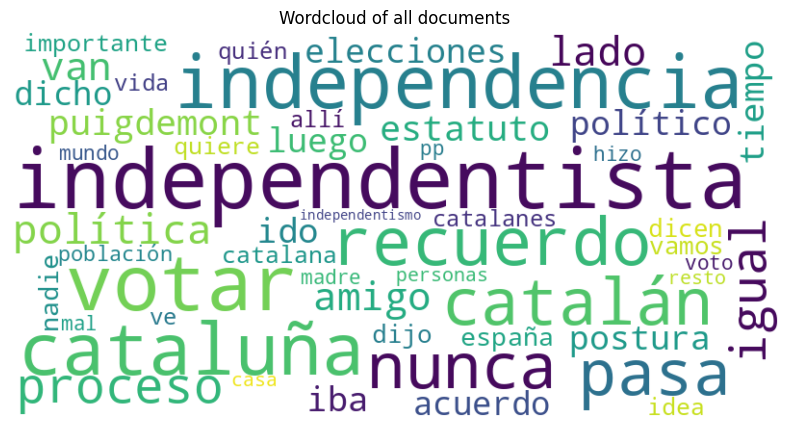 Wordcloud of all documents
importante quién elecciones lado
van independencia
dicho vida tiempo
puigdemont allí estatuto político
mundo quiere luego pp hizo
independentista
independentismo catalanes
política ido recuerdo dicen
población catalana vamos igual
votar madre personas voto
nadie amigo catalán resto
mal ve
cataluña dijo españa postura
nunca pasa
proceso casa
iba acuerdo idea